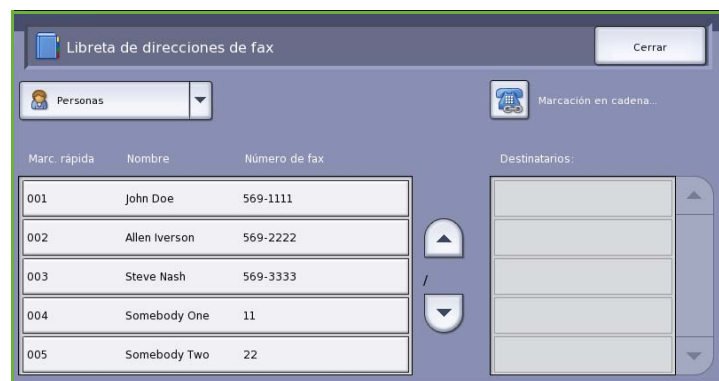 Libreta de direcciones de fax
Cerrar
Personas
Marcación en cadena...
Marc. rápida Nombre Número de fax
Destinatarios:
001 John Doe 569-1111
002 Allen Iverson 569-2222
003 Steve Nash 569-3333
/
004 Somebody One 11
005 Somebody Two 22